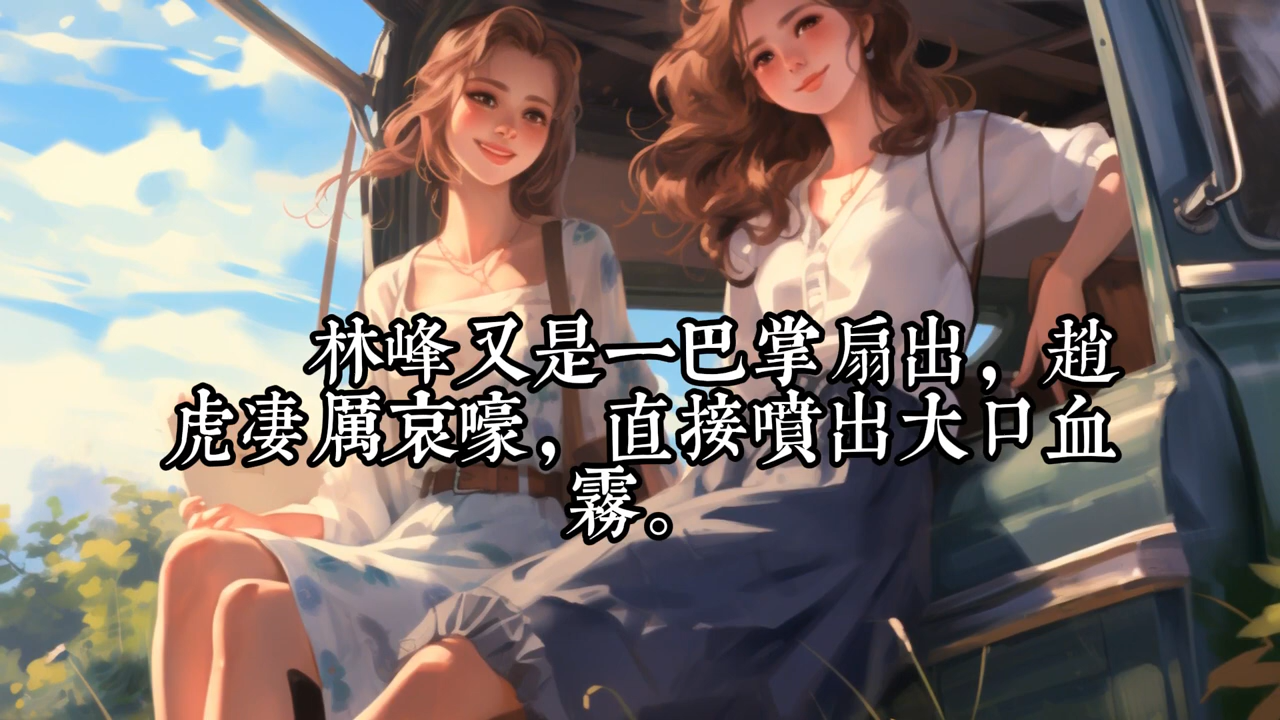 林峰又是一巴掌扇出，趙
虎凄厲哀嚎，直接噴出大口血
霧。